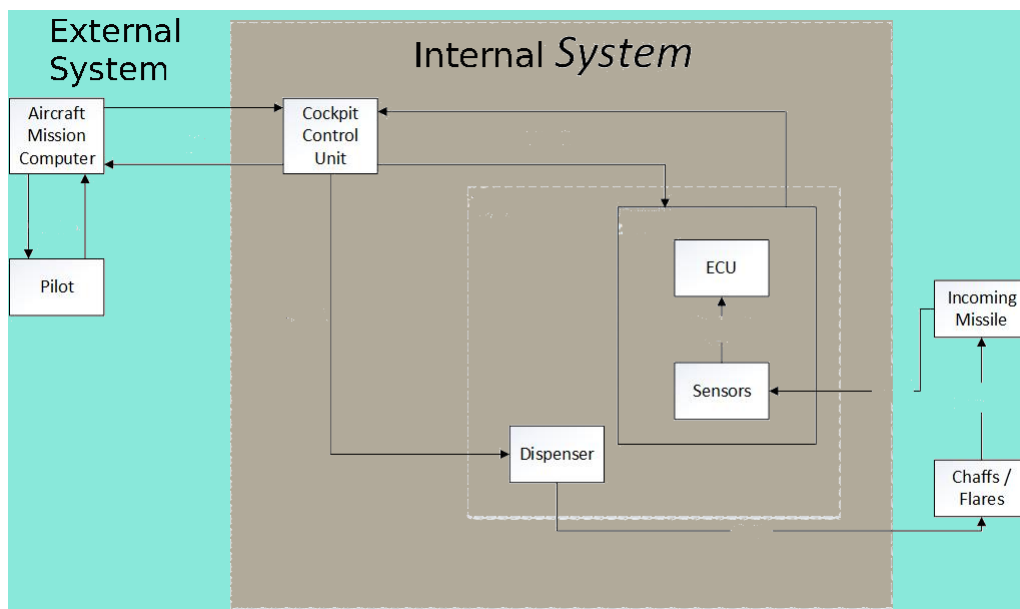 External
System
Internal System
Aircraft
Mission
Computer
Cockpit
Control
Unit
ECU
Pilot
Incoming
Missile
Sensors
Dispenser
Chaffs /
Flares